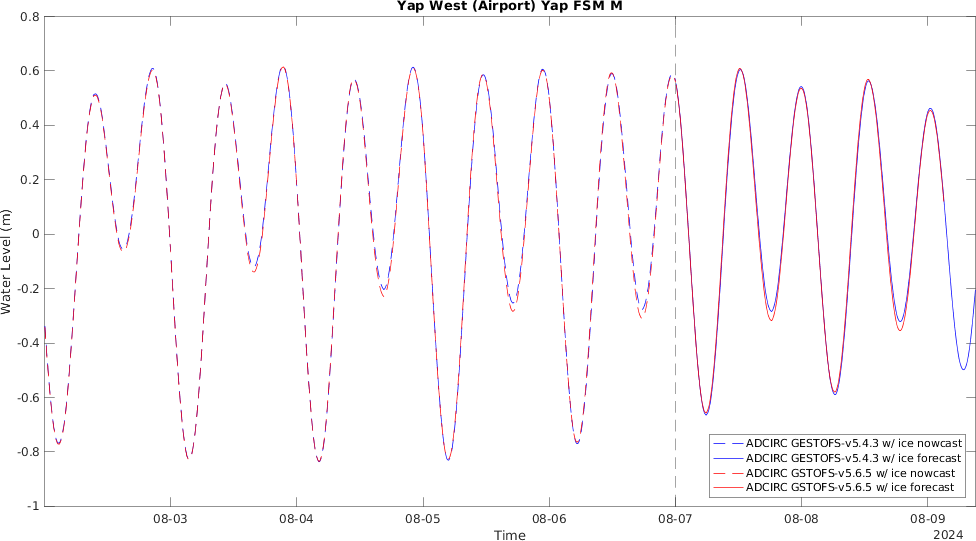 Yap West (Airport) Yap FSM M
Water Level (m)
0.8
0.6
0.4
0.2
0
-0.2
-0.4
-0.6
-0.8
-1
ADCIRC GESTOFS-v5.4.3 w/ ice nowcast
ADCIRC GESTOFS-v5.4.3 w/ ice forecast
ADCIRC GSTOFS-v5.6.5 w/ ice nowcast
ADCIRC GSTOFS-v5.6.5 w/ ice forecast
08-03 08-04 08-05 08-06 08-07 08-08 08-09
Time
2024